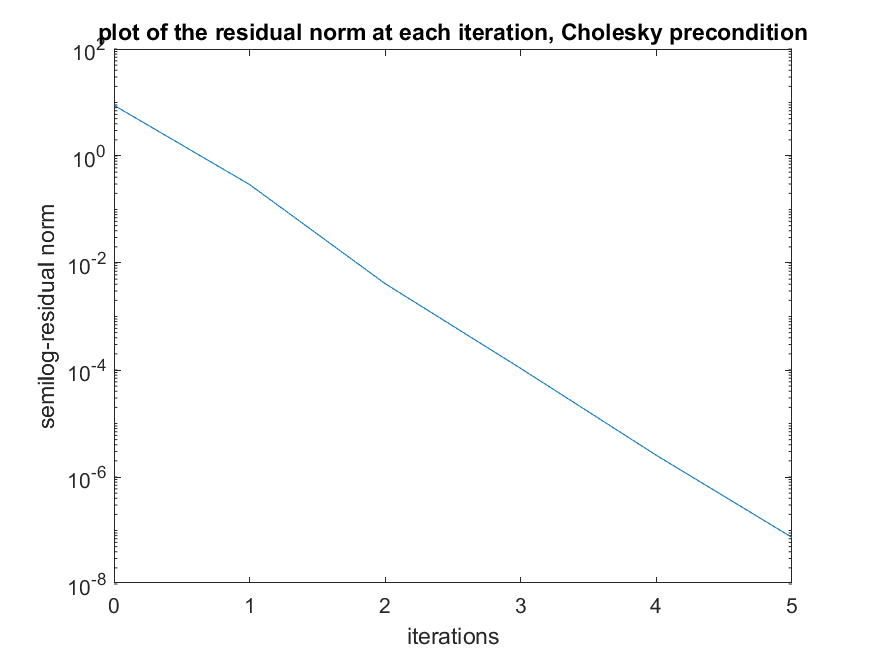 plot of the residual norm at each iteration, Cholesky precondition
10^2
10^0
10^-2
10^-4
10^-6
10^-8
semilog-residual norm
0 1 2 3 4 5
iterations